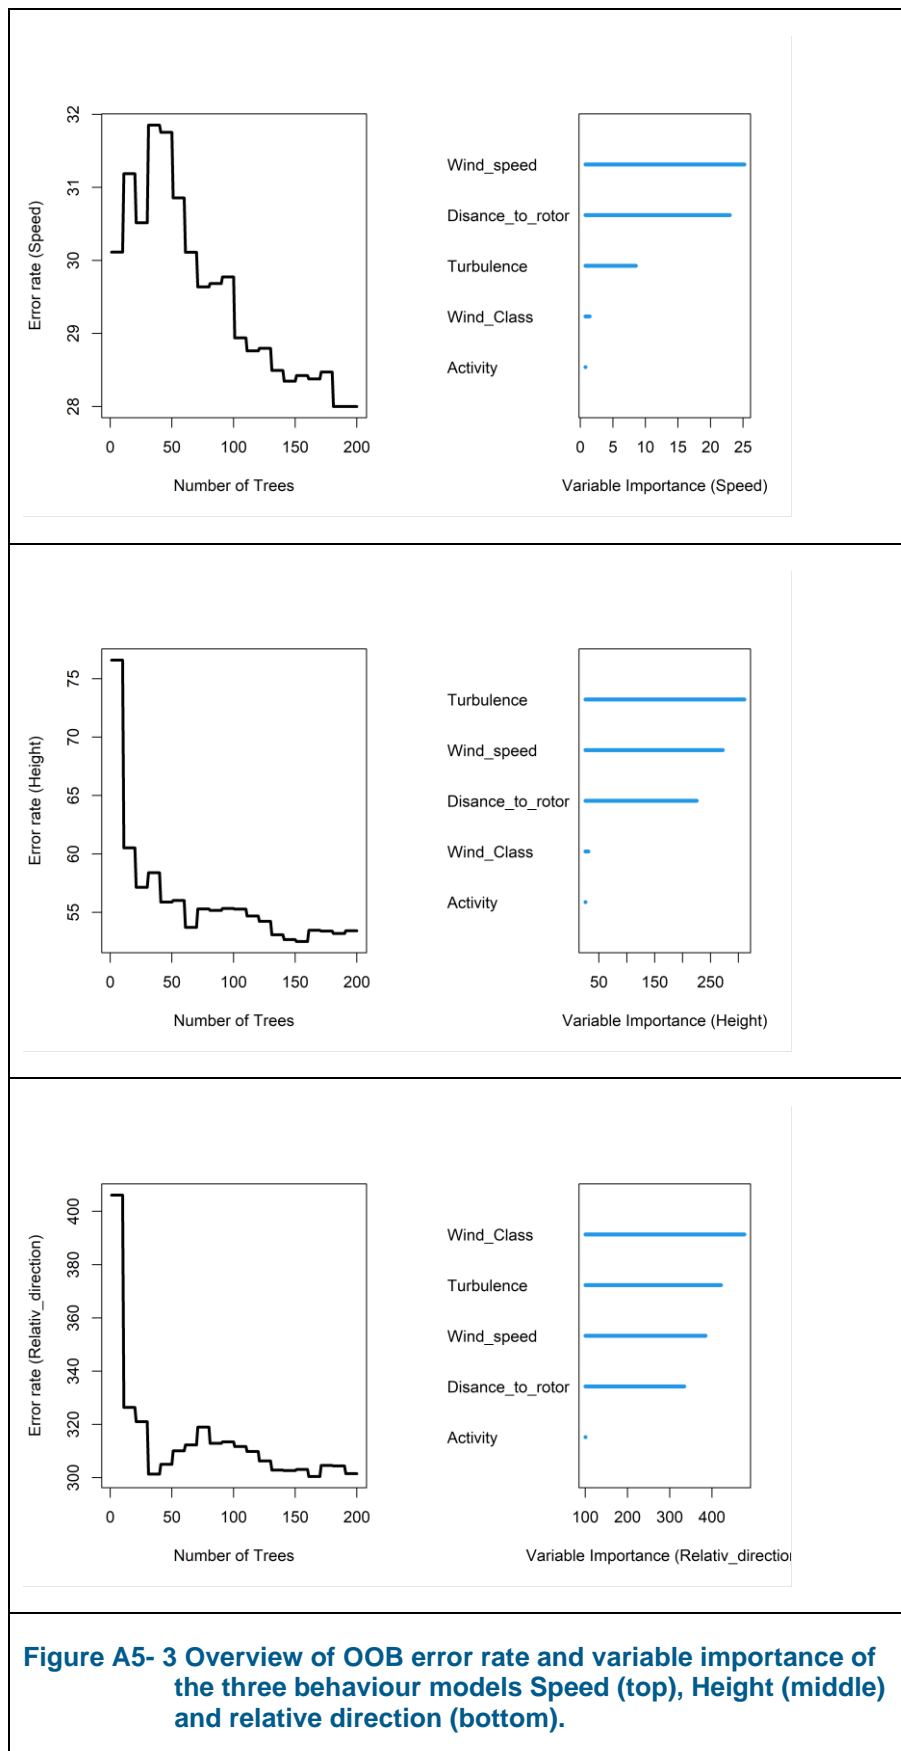 Error rate (Speed)
32
31
30
29
28
0 50 100 150 200
Number of Trees
Wind_speed
Disance_to_rotor
Turbulence
Wind_Class
Activity
0 5 10 15 20 25
Variable Importance (Speed)
Error rate (Height)
75
70
65
60
55
0 50 100 150 200
Number of Trees
Turbulence
Wind_speed
Disance_to_rotor
Wind_Class
Activity
50 150 250
Variable Importance (Height)
Error rate (Relativ_direction)
400
380
360
340
320
300
0 50 100 150 200
Number of Trees
Wind_Class
Turbulence
Wind_speed
Disance_to_rotor
Activity
100 200 300 400
Variable Importance (Relativ_direction
Figure A5- 3 Overview of OOB error rate and variable importance of
the three behaviour models Speed (top), Height (middle)
and relative direction (bottom).